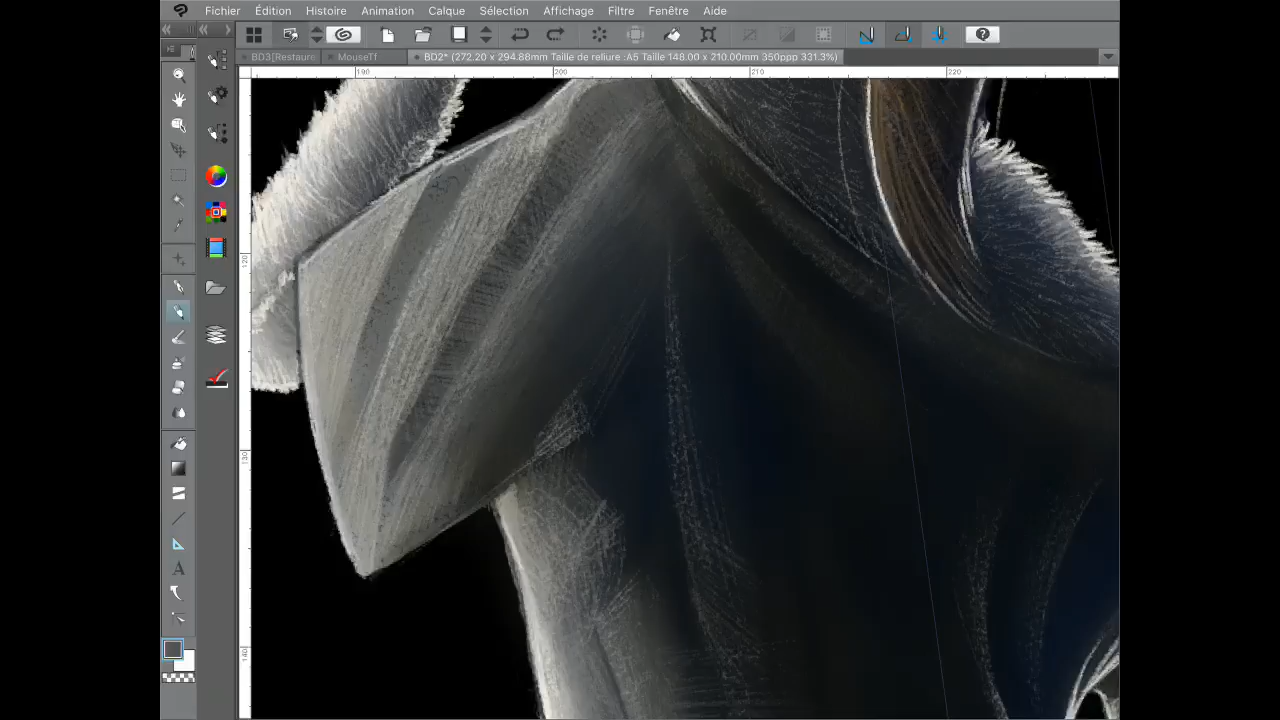 Fichier Édition Histoire Animation Calque Sélection Affichage Filtre Fenêtre Aide
BD3[Restaure MouseTf BD2* (272.20 x 294.88mm Taille de reliure :A5 Taille 148.00 x 210.00mm 350ppp 331.3%)
190 200 210 220
120
130
140